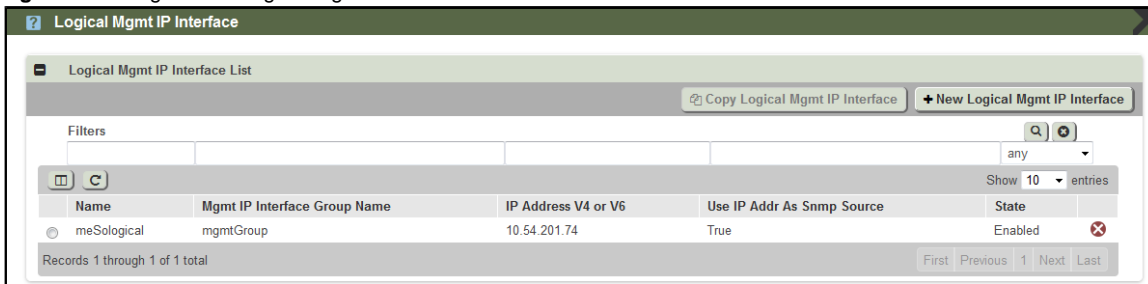 Logical Mgmt IP Interface
Logical Mgmt IP Interface List
Copy Logical Mgmt IP Interface
+ New Logical Mgmt IP Interface
Filters
any
Show 10 entries
Name Mgmt IP Interface Group Name IP Address V4 or V6 Use IP Addr As Snmp Source State
meSological mgmtGroup 10.54.201.74 True Enabled
Records 1 through 1 of 1 total
First Previous 1 Next Last